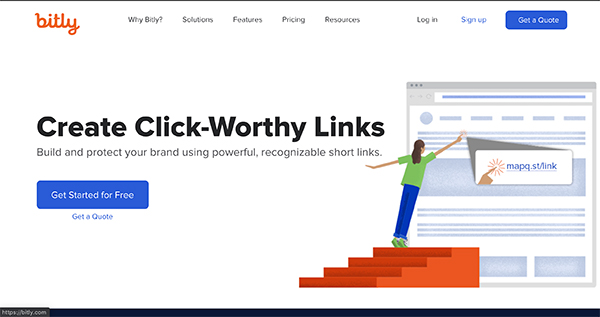 bitly
Why Bitly? Solutions Features Pricing Resources Log in Sign up Get a Quote
Create Click-Worthy Links
Build and protect your brand using powerful, recognizable short links.
mapq.st/link
Get Started for Free
Get a Quote
https://bitly.com